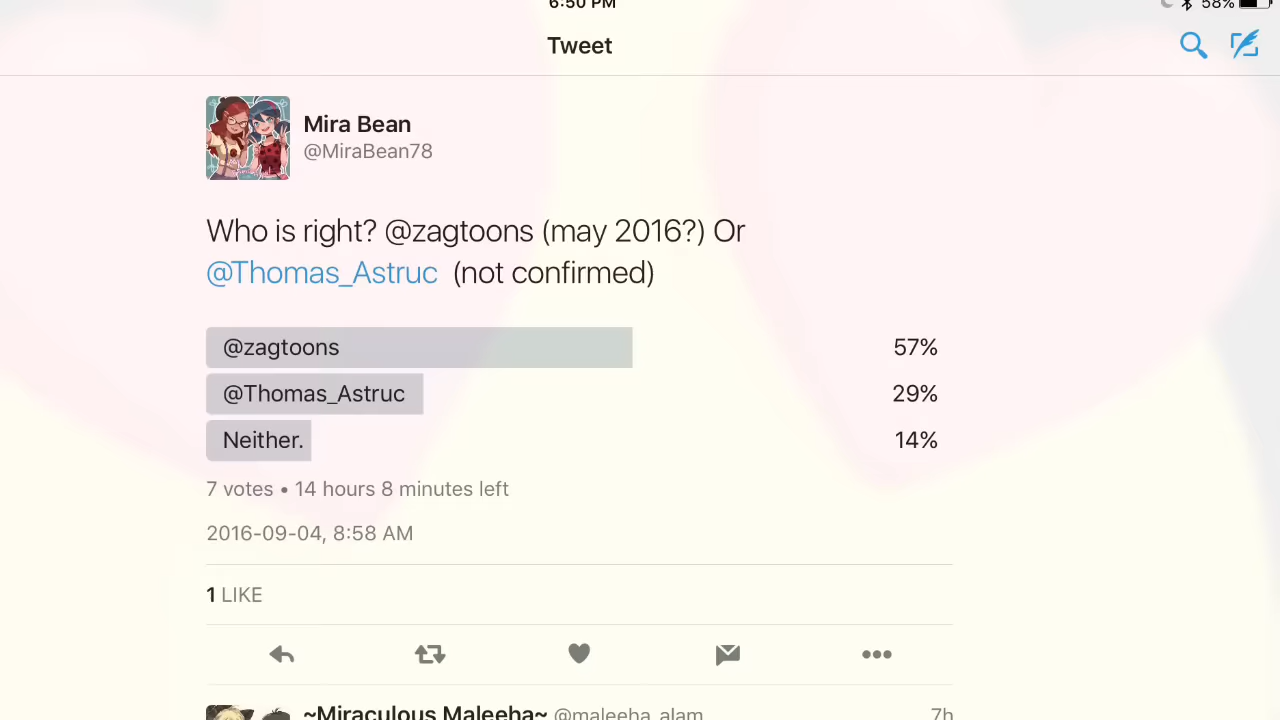 6:50 PM
58%
Tweet
Mira Bean
@MiraBean78
Who is right? @zagtoons (may 2016?) Or
@Thomas_Astruc (not confirmed)
@zagtoons 57%
@Thomas_Astruc 29%
Neither. 14%
7 votes • 14 hours 8 minutes left
2016-09-04, 8:58 AM
1 LIKE
~Miraculous Maleeha~ @maleeha_alam 7h